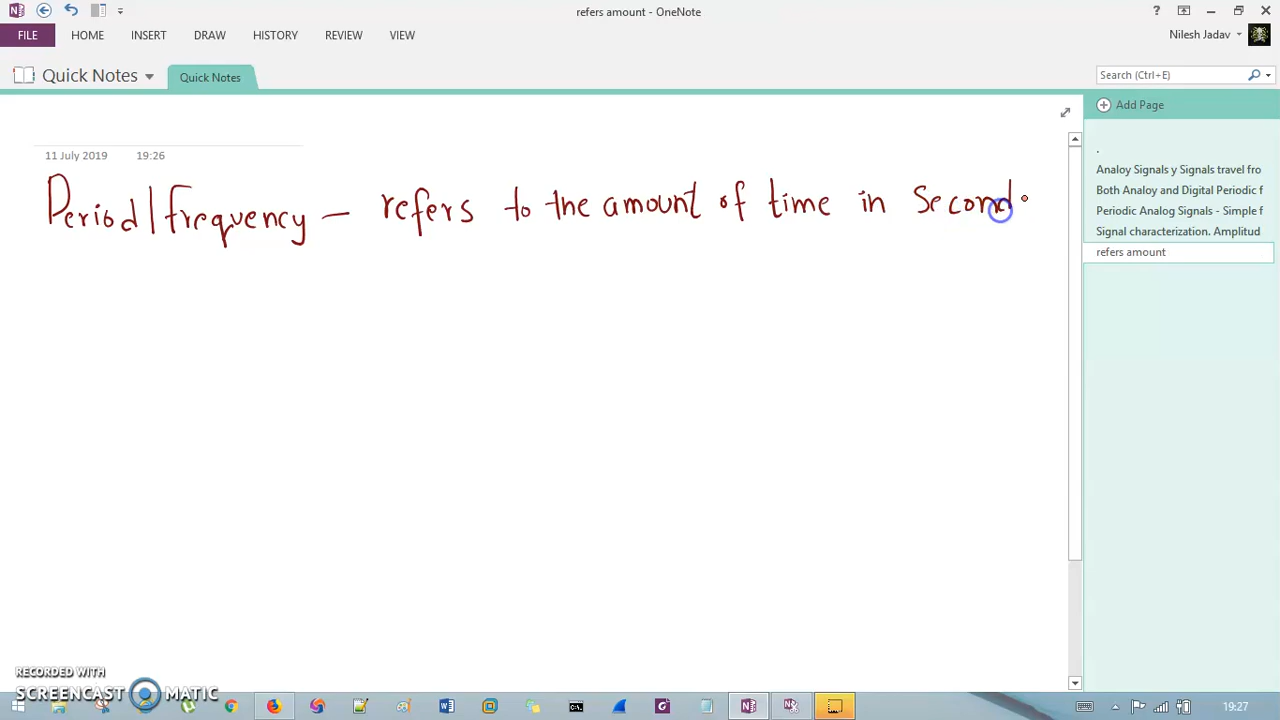 refers amount - OneNote
FILE HOME INSERT DRAW HISTORY REVIEW VIEW
Nilesh Jadav
Quick Notes
Quick Notes
Search (Ctrl+E)
Add Page
11 July 2019 19:26
Period/frequency – refers to the amount of time in Second
.
Analoy Signals y Signals travel fro
Both Analoy and Digital Periodic f
Periodic Analog Signals - Simple f
Signal characterization. Amplitud
refers amount
RECORDED WITH
SCREENCAST MATIC
19:27